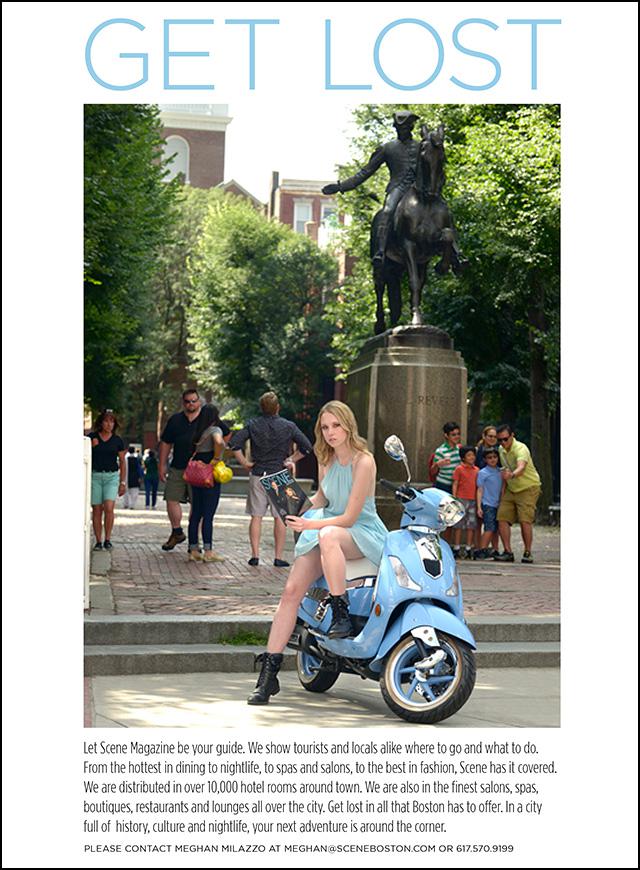 GET LOST
PAUL REVERE
SCENE
Let Scene Magazine be your guide. We show tourists and locals alike where to go and what to do.
From the hottest in dining to nightlife, to spas and salons, to the best in fashion, Scene has it covered.
We are distributed in over 10,000 hotel rooms around town. We are also in the finest salons, spas,
boutiques, restaurants and lounges all over the city. Get lost in all that Boston has to offer. In a city
full of history, culture and nightlife, your next adventure is around the corner.
PLEASE CONTACT MEGHAN MILAZZO AT MEGHAN@SCENEBOSTON.COM OR 617.570.9199